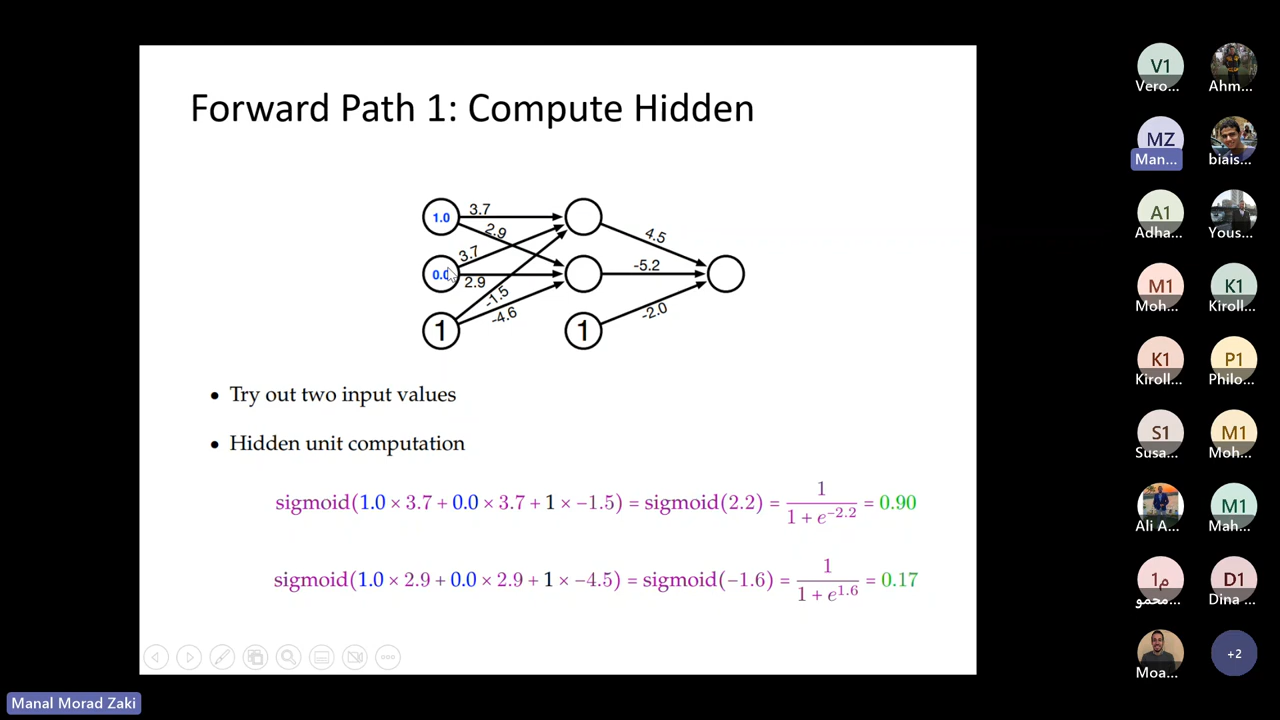 Forward Path 1: Compute Hidden
1.0
3.7
2.9
4.5
0.0
3.7
2.9
-5.2
1
-1.5
-4.6
1
-2.0
• Try out two input values
• Hidden unit computation
sigmoid(1.0 × 3.7 + 0.0 × 3.7 + 1 × −1.5) = sigmoid(2.2) = 1 / (1 + e^−2.2) = 0.90
sigmoid(1.0 × 2.9 + 0.0 × 2.9 + 1 × −4.5) = sigmoid(−1.6) = 1 / (1 + e^1.6) = 0.17
Manal Morad Zaki
V1
Vero...
Ahm...
MZ
Man...
biais...
A1
Adha...
Yous...
M1
Moh...
K1
Kiroll...
K1
Kiroll...
P1
Philo...
S1
Susa...
M1
Moh...
Ali A...
M1
Mah...
م1
محمو...
D1
Dina ...
Moa...
+2